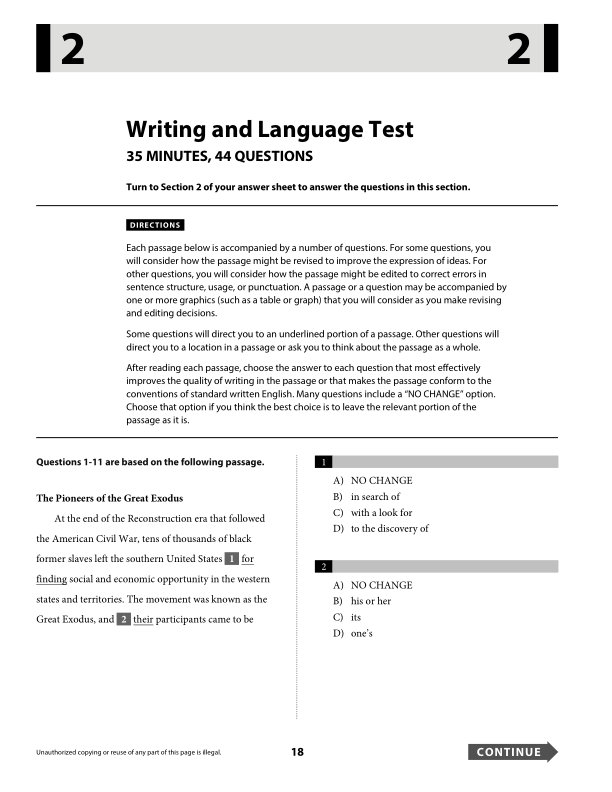 2 2
Writing and Language Test
35 MINUTES, 44 QUESTIONS
Turn to Section 2 of your answer sheet to answer the questions in this section.
DIRECTIONS
Each passage below is accompanied by a number of questions. For some questions, you
will consider how the passage might be revised to improve the expression of ideas. For
other questions, you will consider how the passage might be edited to correct errors in
sentence structure, usage, or punctuation. A passage or a question may be accompanied by
one or more graphics (such as a table or graph) that you will consider as you make revising
and editing decisions.
Some questions will direct you to an underlined portion of a passage. Other questions will
direct you to a location in a passage or ask you to think about the passage as a whole.
After reading each passage, choose the answer to each question that most effectively
improves the quality of writing in the passage or that makes the passage conform to the
conventions of standard written English. Many questions include a “NO CHANGE” option.
Choose that option if you think the best choice is to leave the relevant portion of the
passage as it is.
Questions 1-11 are based on the following passage.
The Pioneers of the Great Exodus
At the end of the Reconstruction era that followed
the American Civil War, tens of thousands of black
former slaves left the southern United States 1 for
finding social and economic opportunity in the western
states and territories. The movement was known as the
Great Exodus, and 2 their participants came to be
1
A) NO CHANGE
B) in search of
C) with a look for
D) to the discovery of
2
A) NO CHANGE
B) his or her
C) its
D) one’s
Unauthorized copying or reuse of any part of this page is illegal.
18
CONTINUE